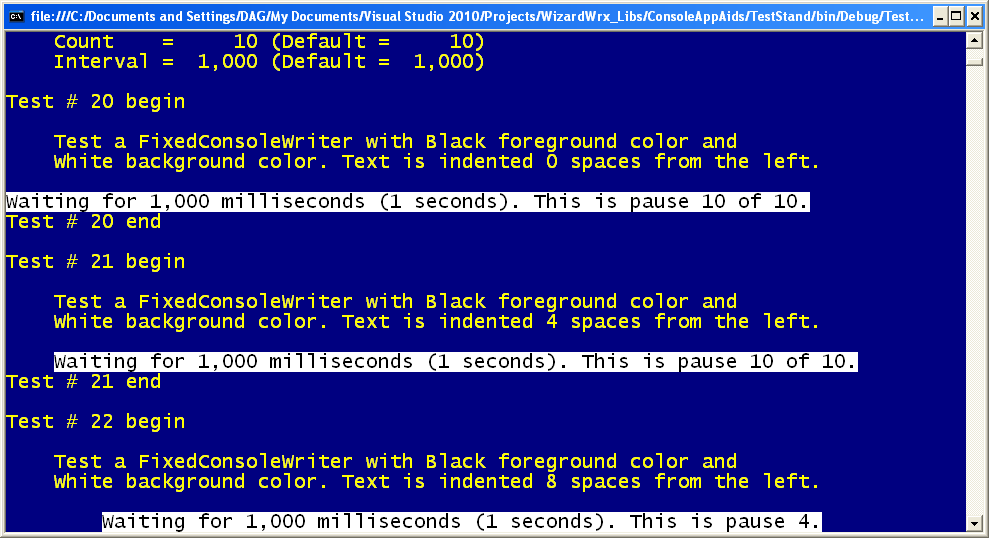 file:///C:/Documents and Settings/DAG/My Documents/Visual Studio 2010/Projects/WizardWrx_Libs/ConsoleAppAids/TestStand/bin/Debug/Test...
Count    =     10 (Default =     10)
Interval =  1,000 (Default =  1,000)
Test # 20 begin
Test a FixedConsoleWriter with Black foreground color and
White background color. Text is indented 0 spaces from the left.
Waiting for 1,000 milliseconds (1 seconds). This is pause 10 of 10.
Test # 20 end
Test # 21 begin
Test a FixedConsoleWriter with Black foreground color and
White background color. Text is indented 4 spaces from the left.
Waiting for 1,000 milliseconds (1 seconds). This is pause 10 of 10.
Test # 21 end
Test # 22 begin
Test a FixedConsoleWriter with Black foreground color and
White background color. Text is indented 8 spaces from the left.
Waiting for 1,000 milliseconds (1 seconds). This is pause 4.